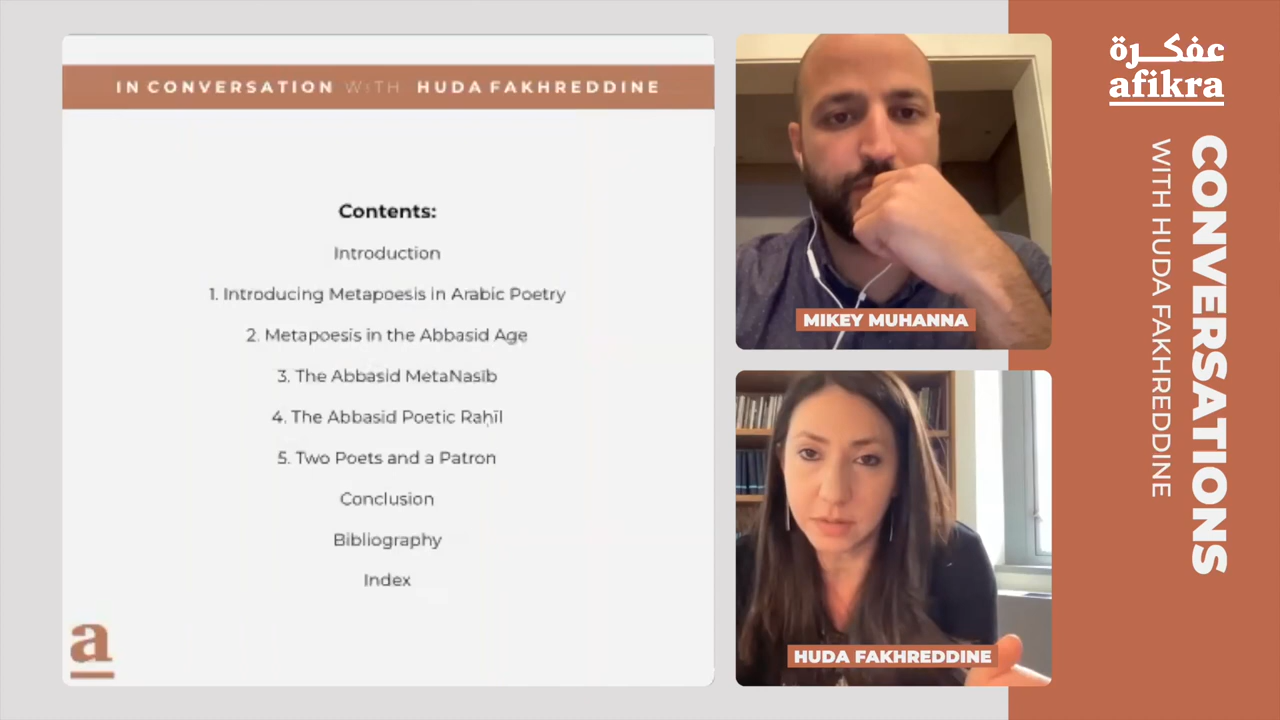 IN CONVERSATION WITH HUDA FAKHREDDINE
Contents:
Introduction
1. Introducing Metapoesis in Arabic Poetry
2. Metapoesis in the Abbasid Age
3. The Abbasid MetaNasīb
4. The Abbasid Poetic Raḥīl
5. Two Poets and a Patron
Conclusion
Bibliography
Index
a
MIKEY MUHANNA
HUDA FAKHREDDINE
عفكرة
afikra
CONVERSATIONS
WITH HUDA FAKHREDDINE